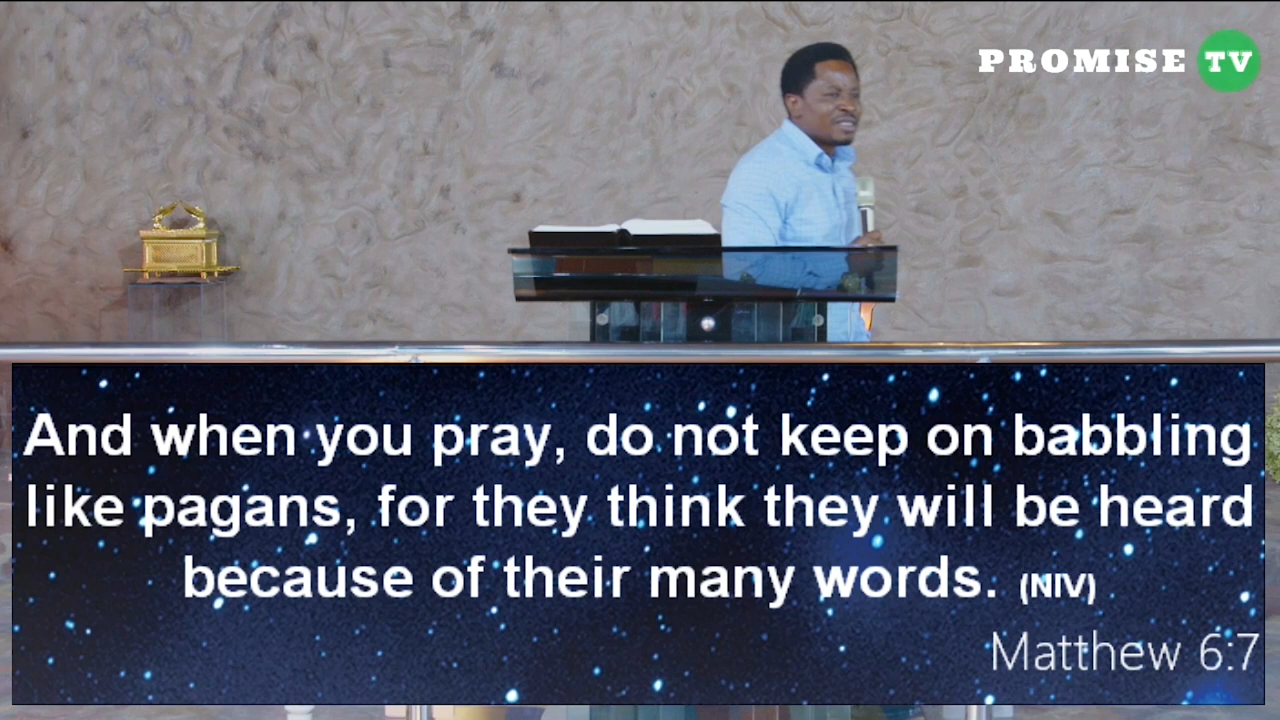 PROMISE TV
And when you pray, do not keep on babbling
like pagans, for they think they will be heard
because of their many words. (NIV)
Matthew 6:7